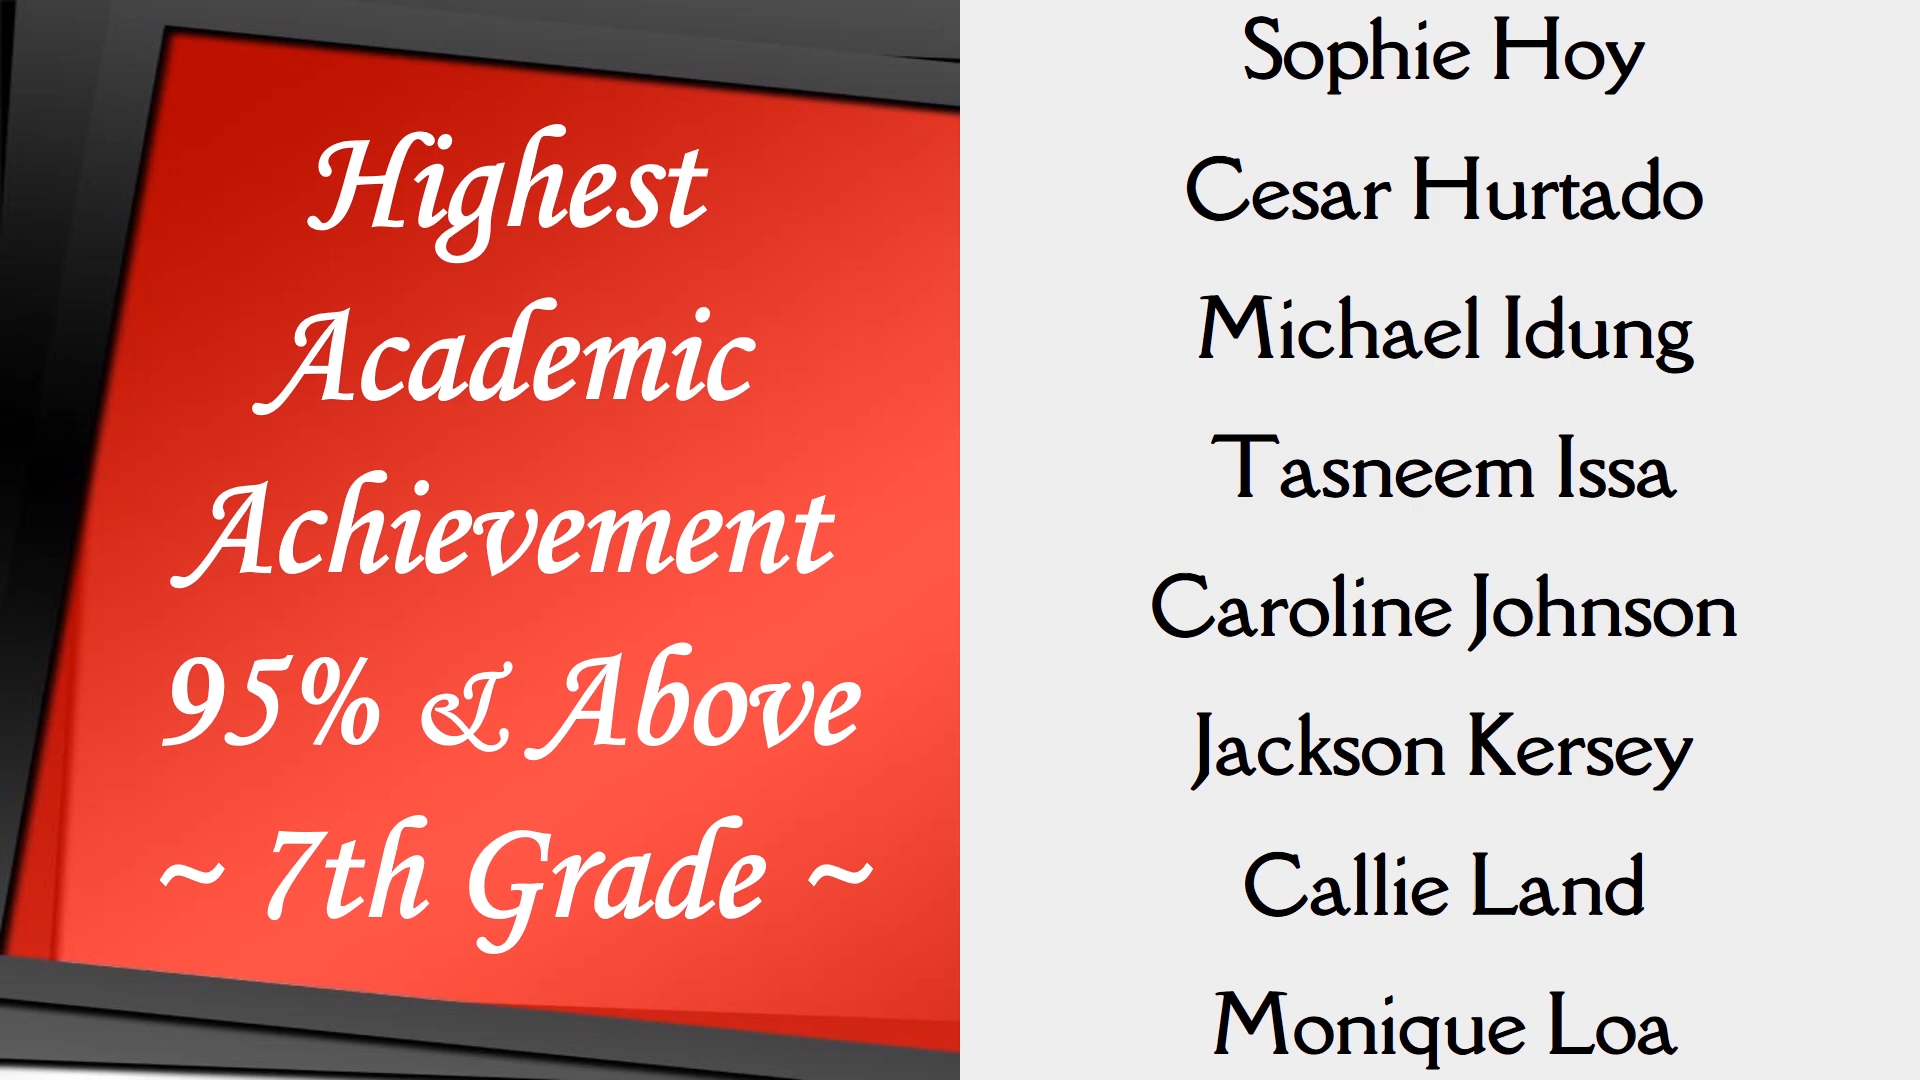 Highest
Academic
Achievement
95% & Above
~ 7th Grade ~
Sophie Hoy
Cesar Hurtado
Michael Idung
Tasneem Issa
Caroline Johnson
Jackson Kersey
Callie Land
Monique Loa